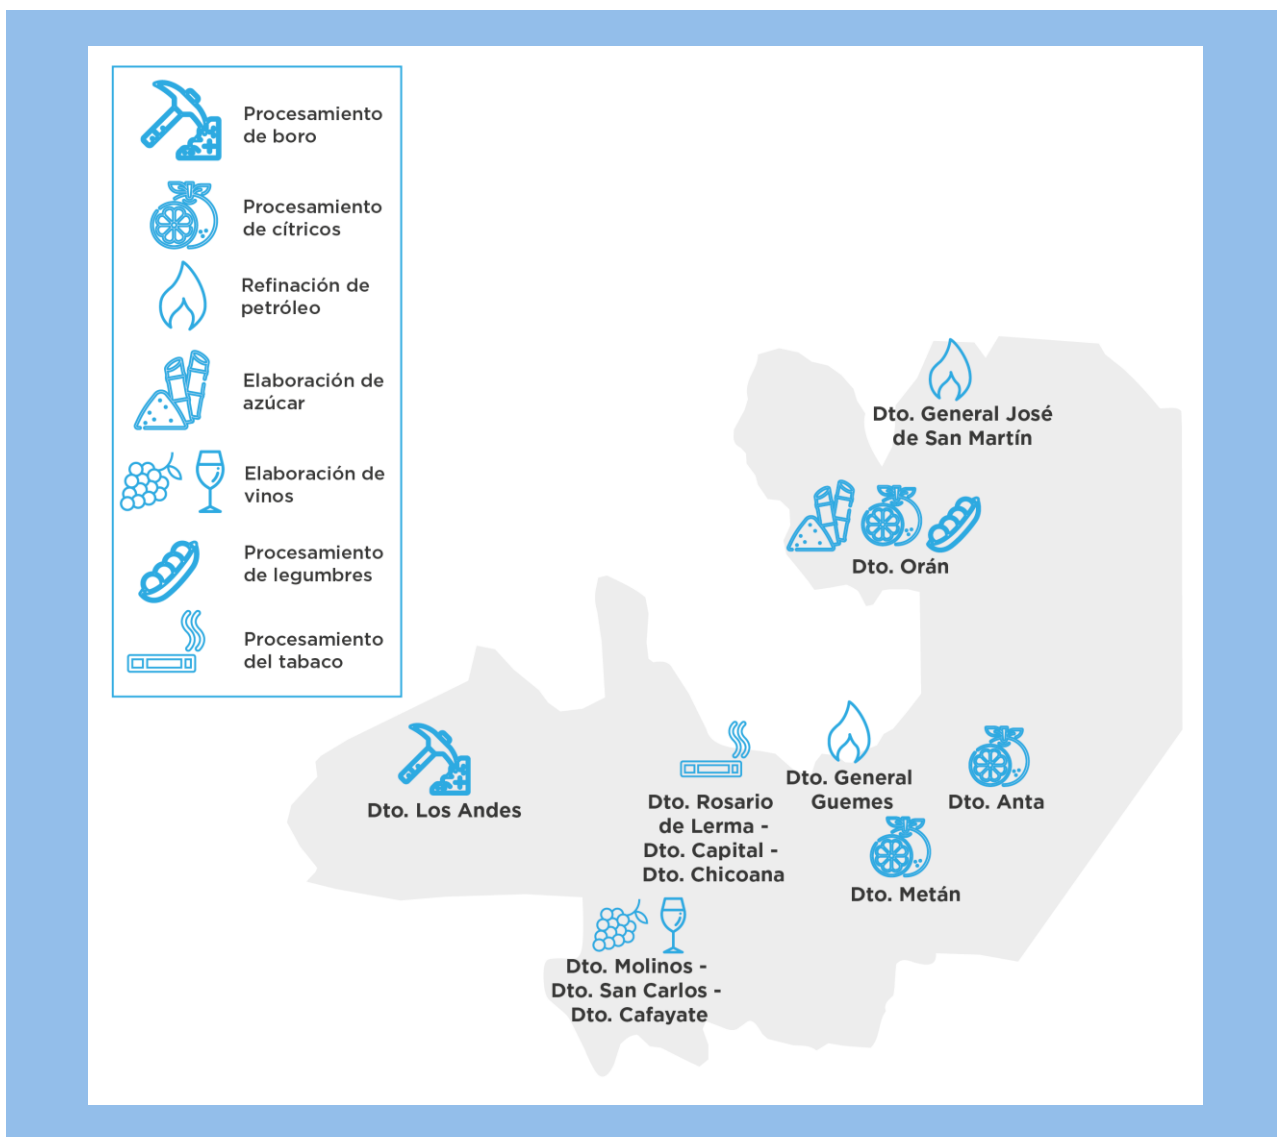 Procesamiento
de boro
Procesamiento
de cítricos
Refinación de
petróleo
Elaboración de
azúcar
Elaboración de
vinos
Procesamiento
de legumbres
Procesamiento
del tabaco
Dto. General José
de San Martín
Dto. Orán
Dto. Los Andes
Dto. Rosario
de Lerma -
Dto. Capital -
Dto. Chicoana
Dto. General
Guemes
Dto. Anta
Dto. Metán
Dto. Molinos -
Dto. San Carlos -
Dto. Cafayate